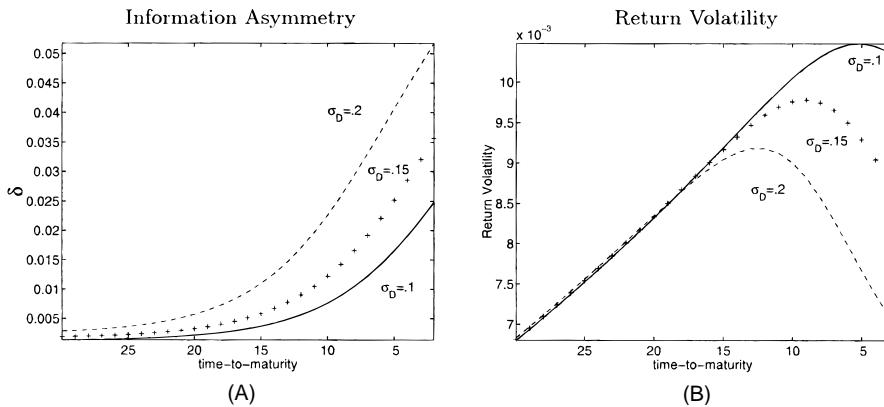 Information Asymmetry
0.05
0.045
0.04
0.035
0.03
0.025
0.02
0.015
0.01
0.005
δ
σD=.2
σD=.15
σD=.1
25 20 15 10 5
time-to-maturity
(A)
Return Volatility
x 10⁻³
10
9.5
9
8.5
8
7.5
7
Return Volatility
σD=.1
σD=.15
σD=.2
25 20 15 10 5
time-to-maturity
(B)